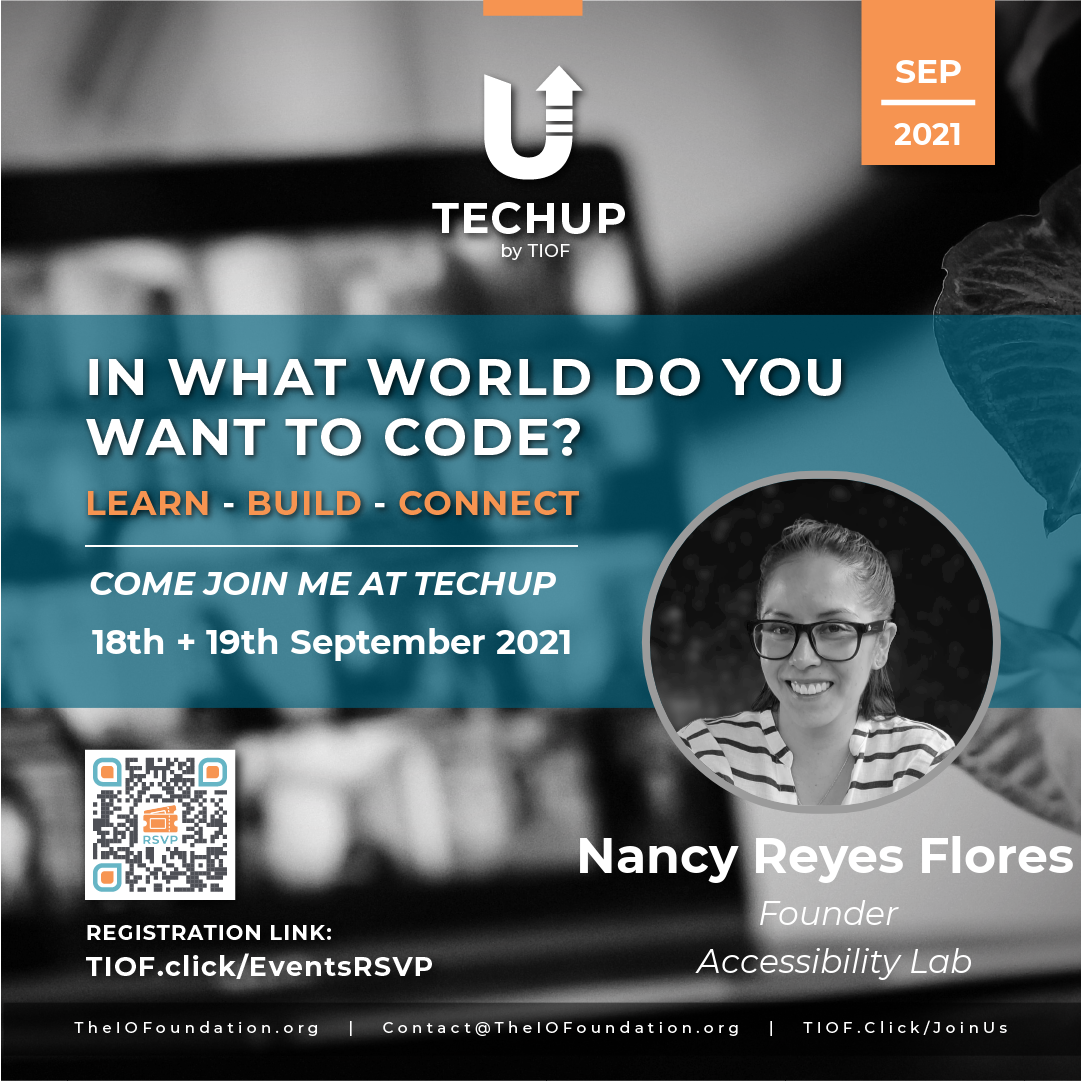 SEP
2021
TECHUP
by TIOF
IN WHAT WORLD DO YOU
WANT TO CODE?
LEARN - BUILD - CONNECT
COME JOIN ME AT TECHUP
18th + 19th September 2021
RSVP
Nancy Reyes Flores
Founder
Accessibility Lab
REGISTRATION LINK:
TIOF.click/EventsRSVP
TheIOFoundation.org | Contact@TheIOFoundation.org | TIOF.Click/JoinUs